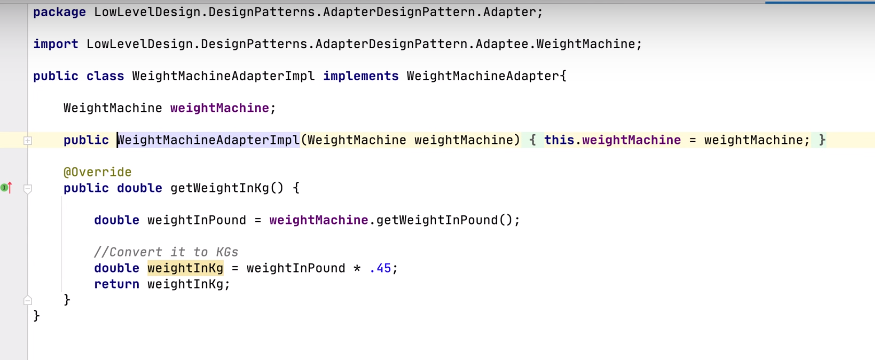 package LowLevelDesign.DesignPatterns.AdapterDesignPattern.Adapter;
import LowLevelDesign.DesignPatterns.AdapterDesignPattern.Adaptee.WeightMachine;
public class WeightMachineAdapterImpl implements WeightMachineAdapter{
WeightMachine weightMachine;
public WeightMachineAdapterImpl(WeightMachine weightMachine) { this.weightMachine = weightMachine; }
@Override
public double getWeightInKg() {
double weightInPound = weightMachine.getWeightInPound();
//Convert it to KGs
double weightInKg = weightInPound * .45;
return weightInKg;
}
}